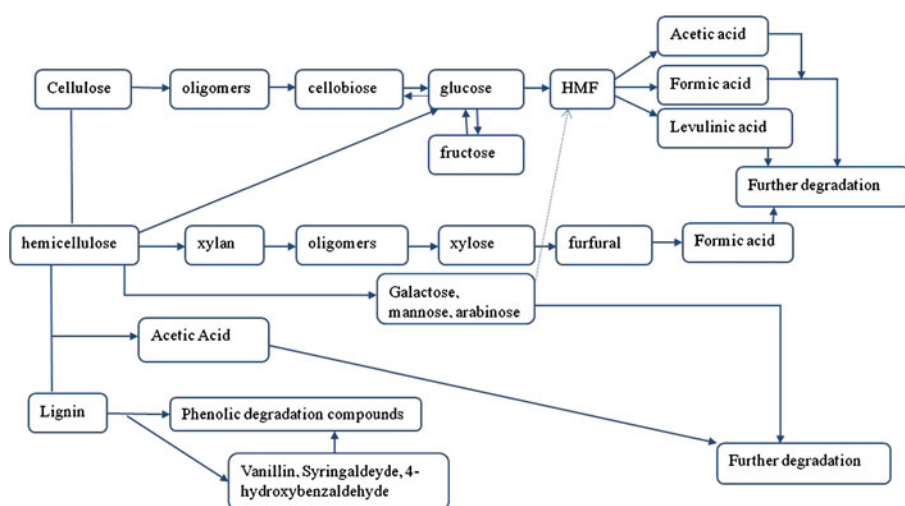 Acetic acid
Cellulose
oligomers
cellobiose
glucose
HMF
Formic acid
Levulinic acid
fructose
Further degradation
hemicellulose
xylan
oligomers
xylose
furfural
Formic acid
Galactose,
mannose, arabinose
Acetic Acid
Lignin
Phenolic degradation compounds
Further degradation
Vanillin, Syringaldeyde, 4-
hydroxybenzaldehyde